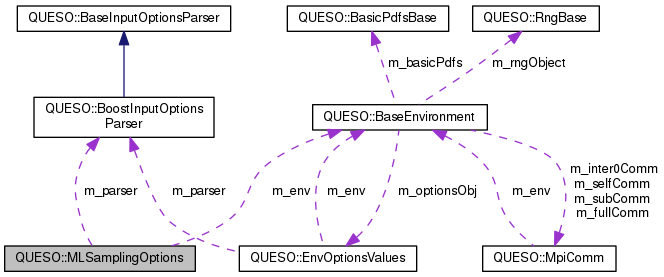 QUESO::BaseInputOptionsParser
QUESO::BasicPdfsBase
QUESO::RngBase
m_basicPdfs
m_rngObject
QUESO::BoostInputOptions
Parser
QUESO::BaseEnvironment
m_parser
m_parser
m_env
m_env
m_optionsObj
m_env
m_inter0Comm
m_selfComm
m_subComm
m_fullComm
QUESO::MLSamplingOptions
QUESO::EnvOptionsValues
QUESO::MpiComm